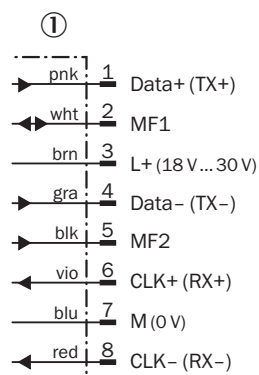 ①
pnk 1 Data+ (TX+)
wht 2 MF1
brn 3 L+ (18 V ... 30 V)
gra 4 Data– (TX–)
blk 5 MF2
vio 6 CLK+ (RX+)
blu 7 M (0 V)
red 8 CLK– (RX–)